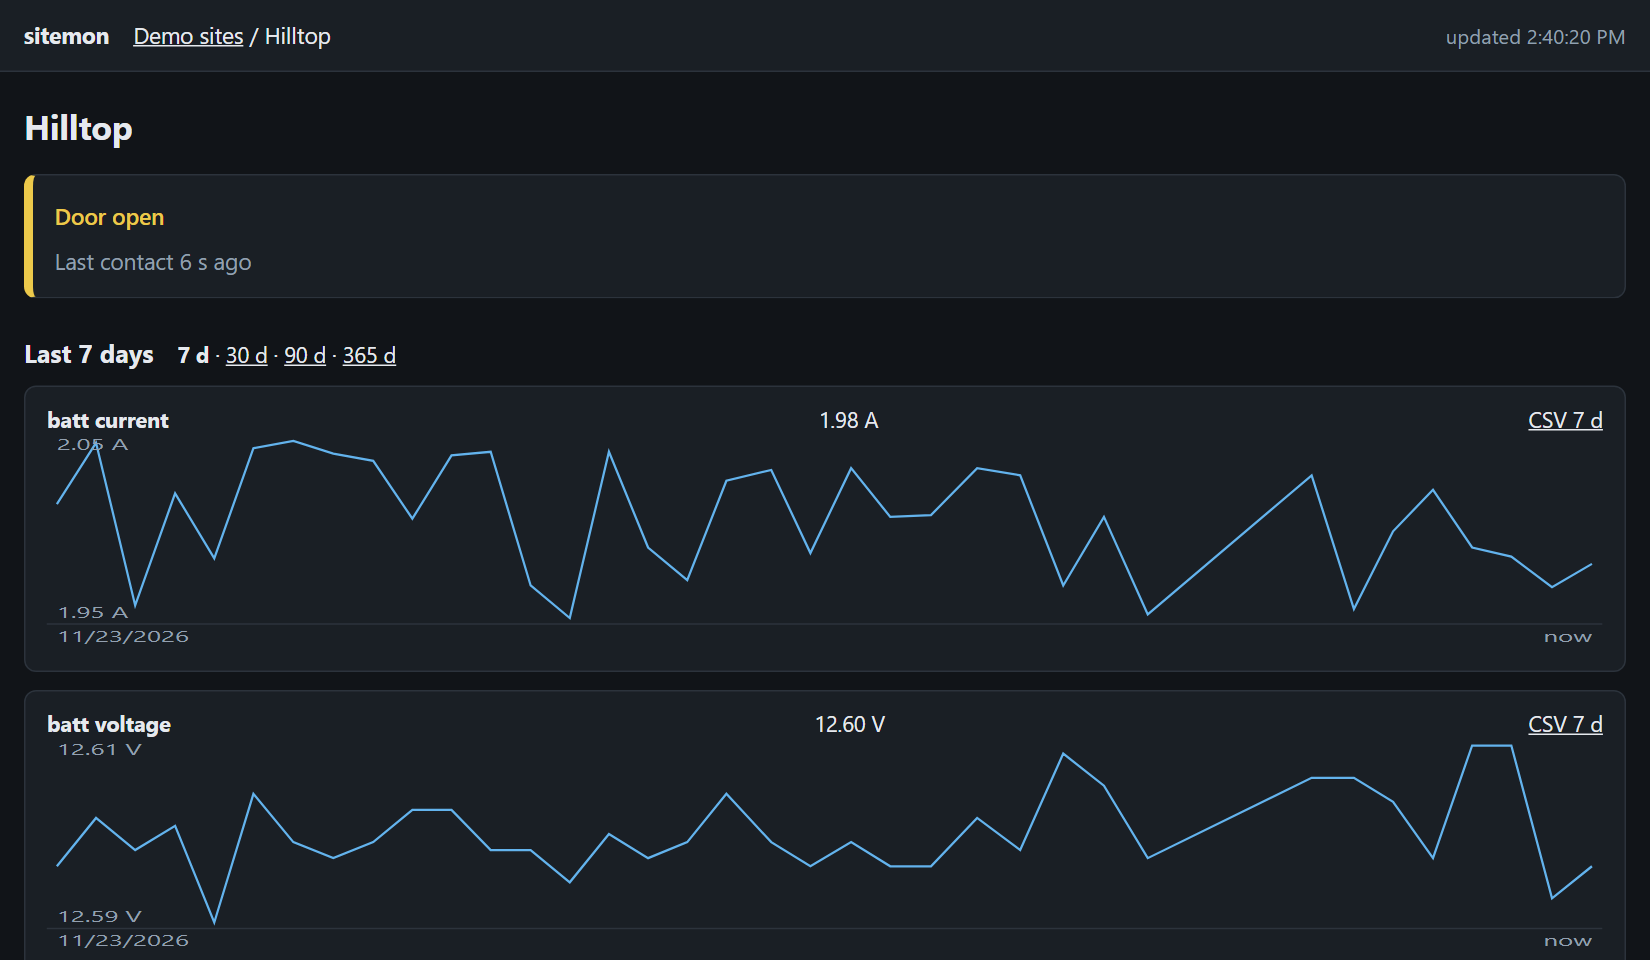 sitemon Demo sites / Hilltop updated 2:40:20 PM
Hilltop
Door open
Last contact 6 s ago
Last 7 days 7 d · 30 d · 90 d · 365 d
batt current 1.98 A CSV 7 d
2.05 A
1.95 A
11/23/2026 now
batt voltage 12.60 V CSV 7 d
12.61 V
12.59 V
11/23/2026 now